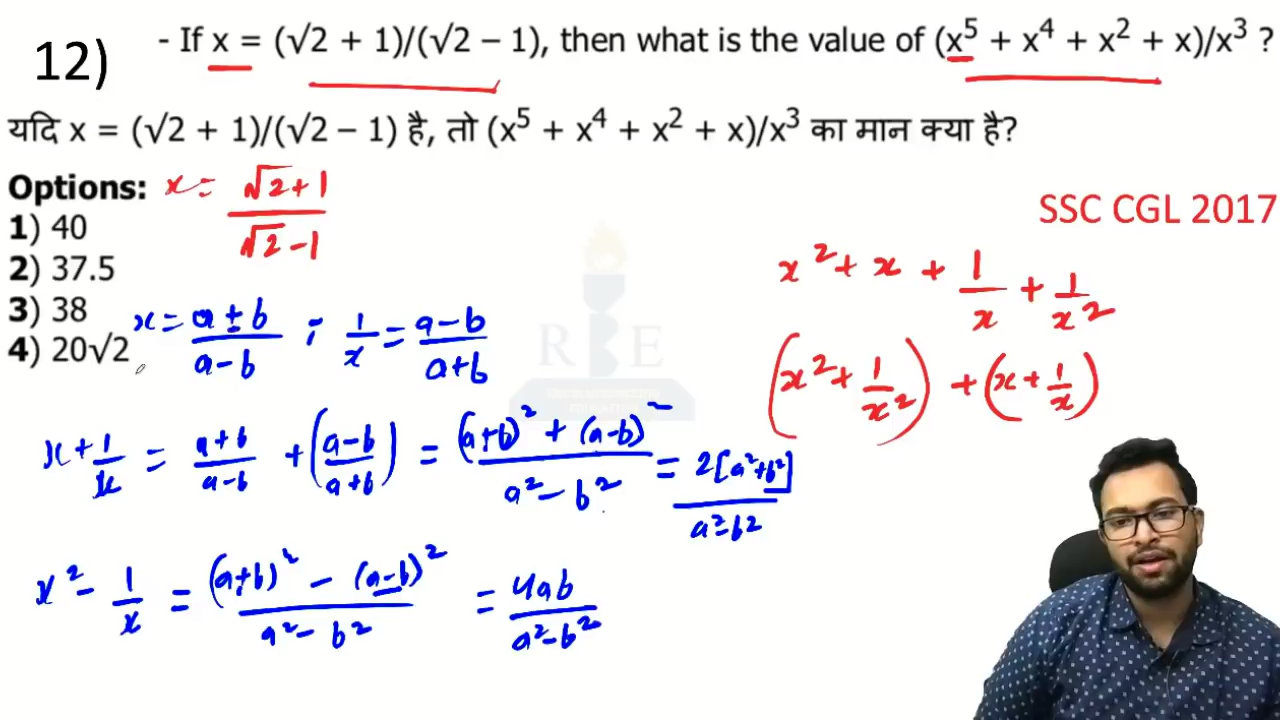 12) - If x = (√2 + 1)/(√2 – 1), then what is the value of (x⁵ + x⁴ + x² + x)/x³ ?
यदि x = (√2 + 1)/(√2 – 1) है, तो (x⁵ + x⁴ + x² + x)/x³ का मान क्या है?
Options:
1) 40
2) 37.5
3) 38
4) 20√2
x = (√2+1)/(√2-1)
SSC CGL 2017
x² + x + 1/x + 1/x²
(x² + 1/x²) + (x + 1/x)
x = (a+b)/(a-b) ; 1/x = (a-b)/(a+b)
R E
x + 1/x = (a+b)/(a-b) + ((a-b)/(a+b)) = ((a+b)² + (a-b)²)/(a² - b²) = 2[a²+b²]/(a²-b²)
x² - 1/x = ((a+b)² - (a-b)²)/(a² - b²) = 4ab/(a²-b²)